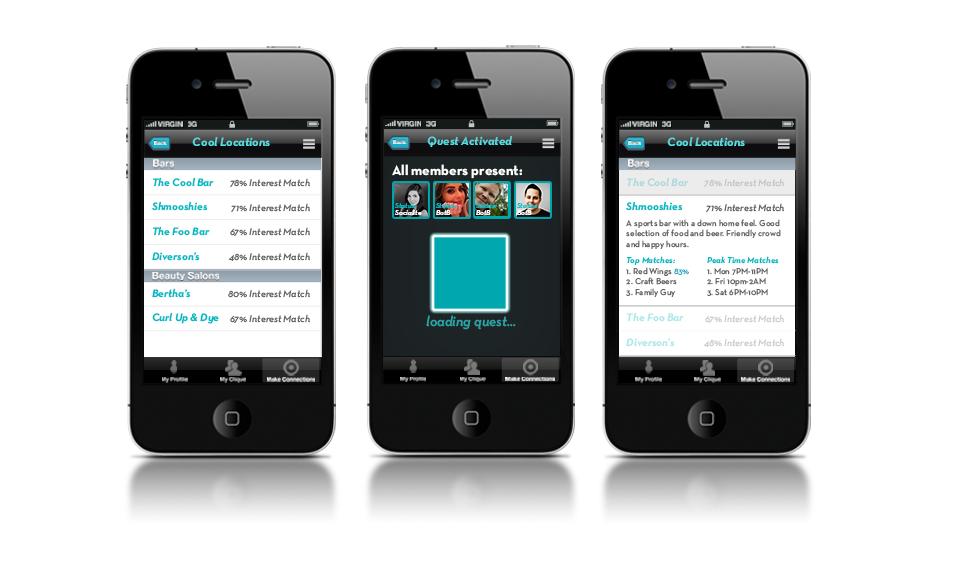 VIRGIN 3G
Back
Cool Locations
Bars
The Cool Bar 78% Interest Match
Shmooshies 71% Interest Match
The Foo Bar 67% Interest Match
Diverson's 48% Interest Match
Beauty Salons
Bertha's 80% Interest Match
Curl Up & Dye 67% Interest Match
My Profile My Clique Make Connections
VIRGIN 3G
Back
Quest Activated
All members present:
Socialite BotB BotB BotB
loading quest...
My Profile My Clique Make Connections
VIRGIN 3G
Back
Cool Locations
Bars
The Cool Bar 78% Interest Match
Shmooshies 71% Interest Match
A sports bar with a down home feel. Good
selection of food and beer. Friendly crowd
and happy hours.
Top Matches: Peak Time Matches
1. Red Wings 83% 1. Mon 7PM-11PM
2. Craft Beers 2. Fri 10pm-2AM
3. Family Guy 3. Sat 6PM-10PM
The Foo Bar 67% Interest Match
Diverson's 48% Interest Match
My Profile My Clique Make Connections